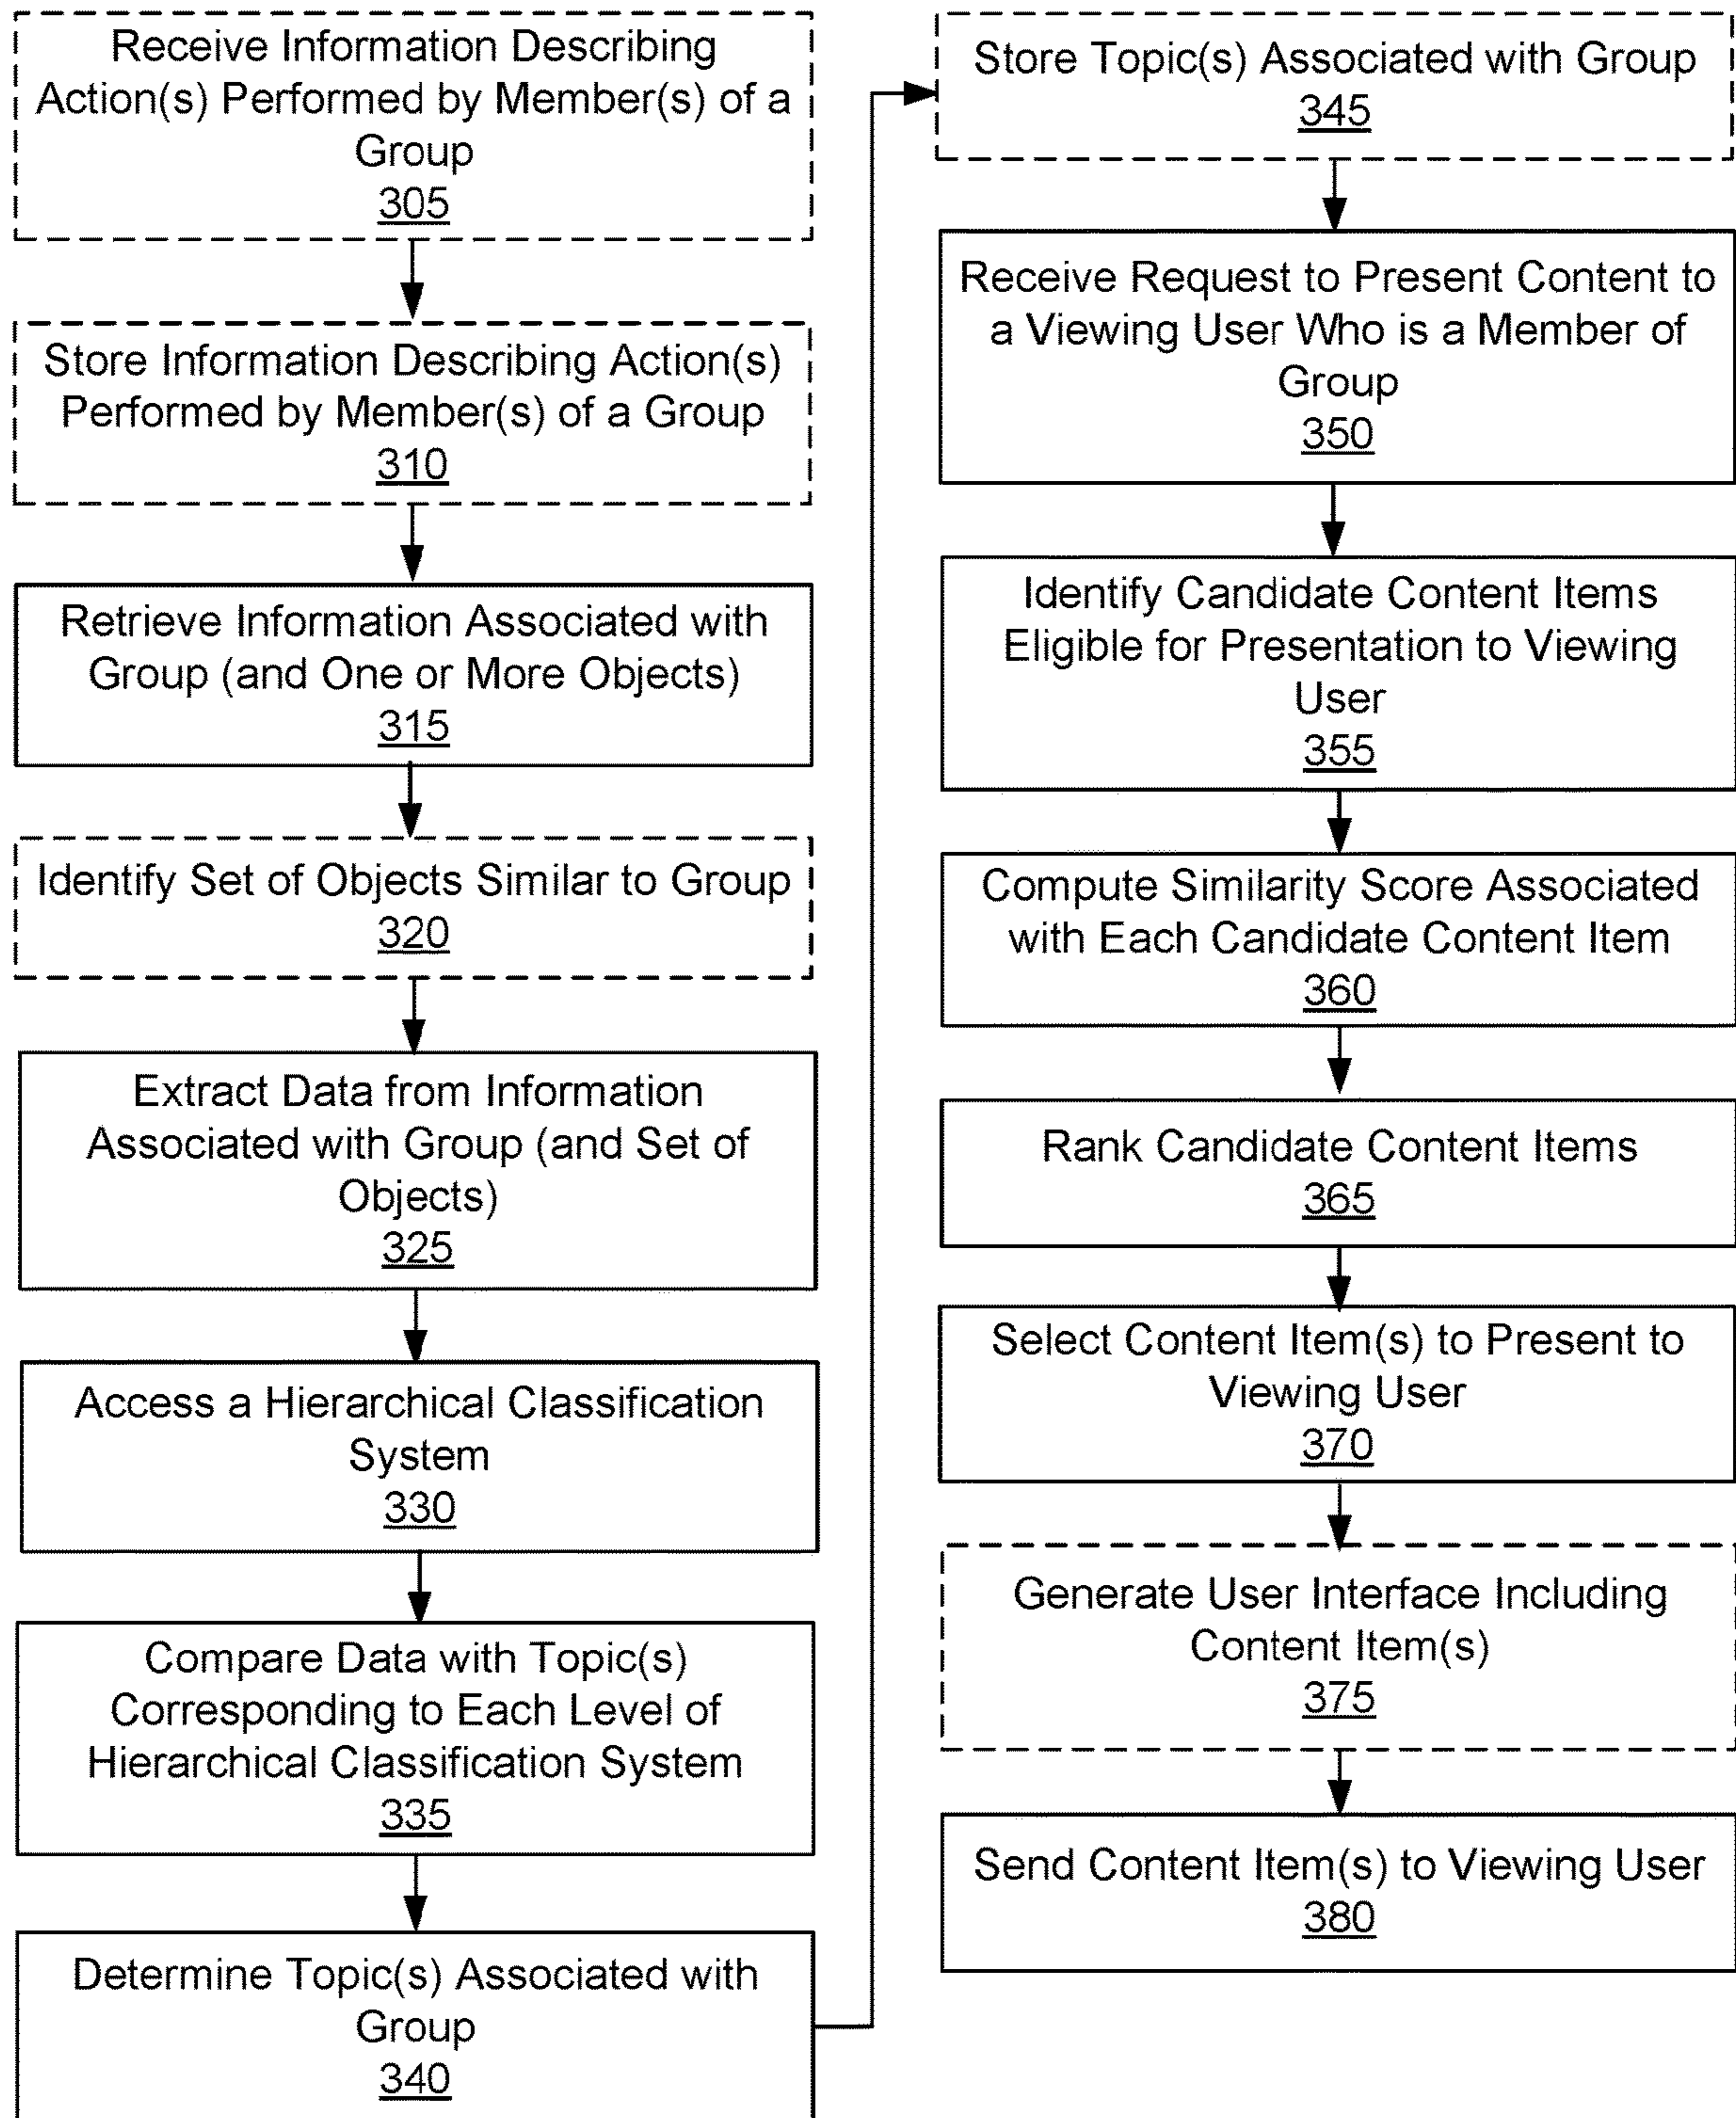 Receive Information Describing
Action(s) Performed by Member(s) of a
Group
305
Store Information Describing Action(s)
Performed by Member(s) of a Group
310
Retrieve Information Associated with
Group (and One or More Objects)
315
Identify Set of Objects Similar to Group
320
Extract Data from Information
Associated with Group (and Set of
Objects)
325
Access a Hierarchical Classification
System
330
Compare Data with Topic(s)
Corresponding to Each Level of
Hierarchical Classification System
335
Determine Topic(s) Associated with
Group
340
Store Topic(s) Associated with Group
345
Receive Request to Present Content to
a Viewing User Who is a Member of
Group
350
Identify Candidate Content Items
Eligible for Presentation to Viewing
User
355
Compute Similarity Score Associated
with Each Candidate Content Item
360
Rank Candidate Content Items
365
Select Content Item(s) to Present to
Viewing User
370
Generate User Interface Including
Content Item(s)
375
Send Content Item(s) to Viewing User
380